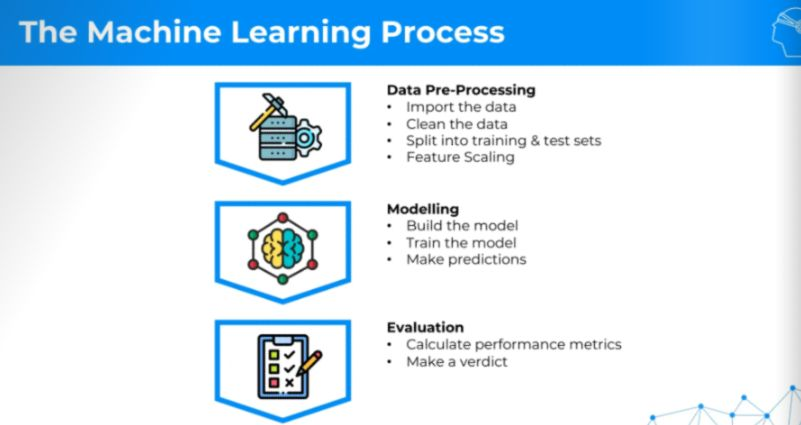 The Machine Learning Process
Data Pre-Processing
• Import the data
• Clean the data
• Split into training & test sets
• Feature Scaling
Modelling
• Build the model
• Train the model
• Make predictions
Evaluation
• Calculate performance metrics
• Make a verdict